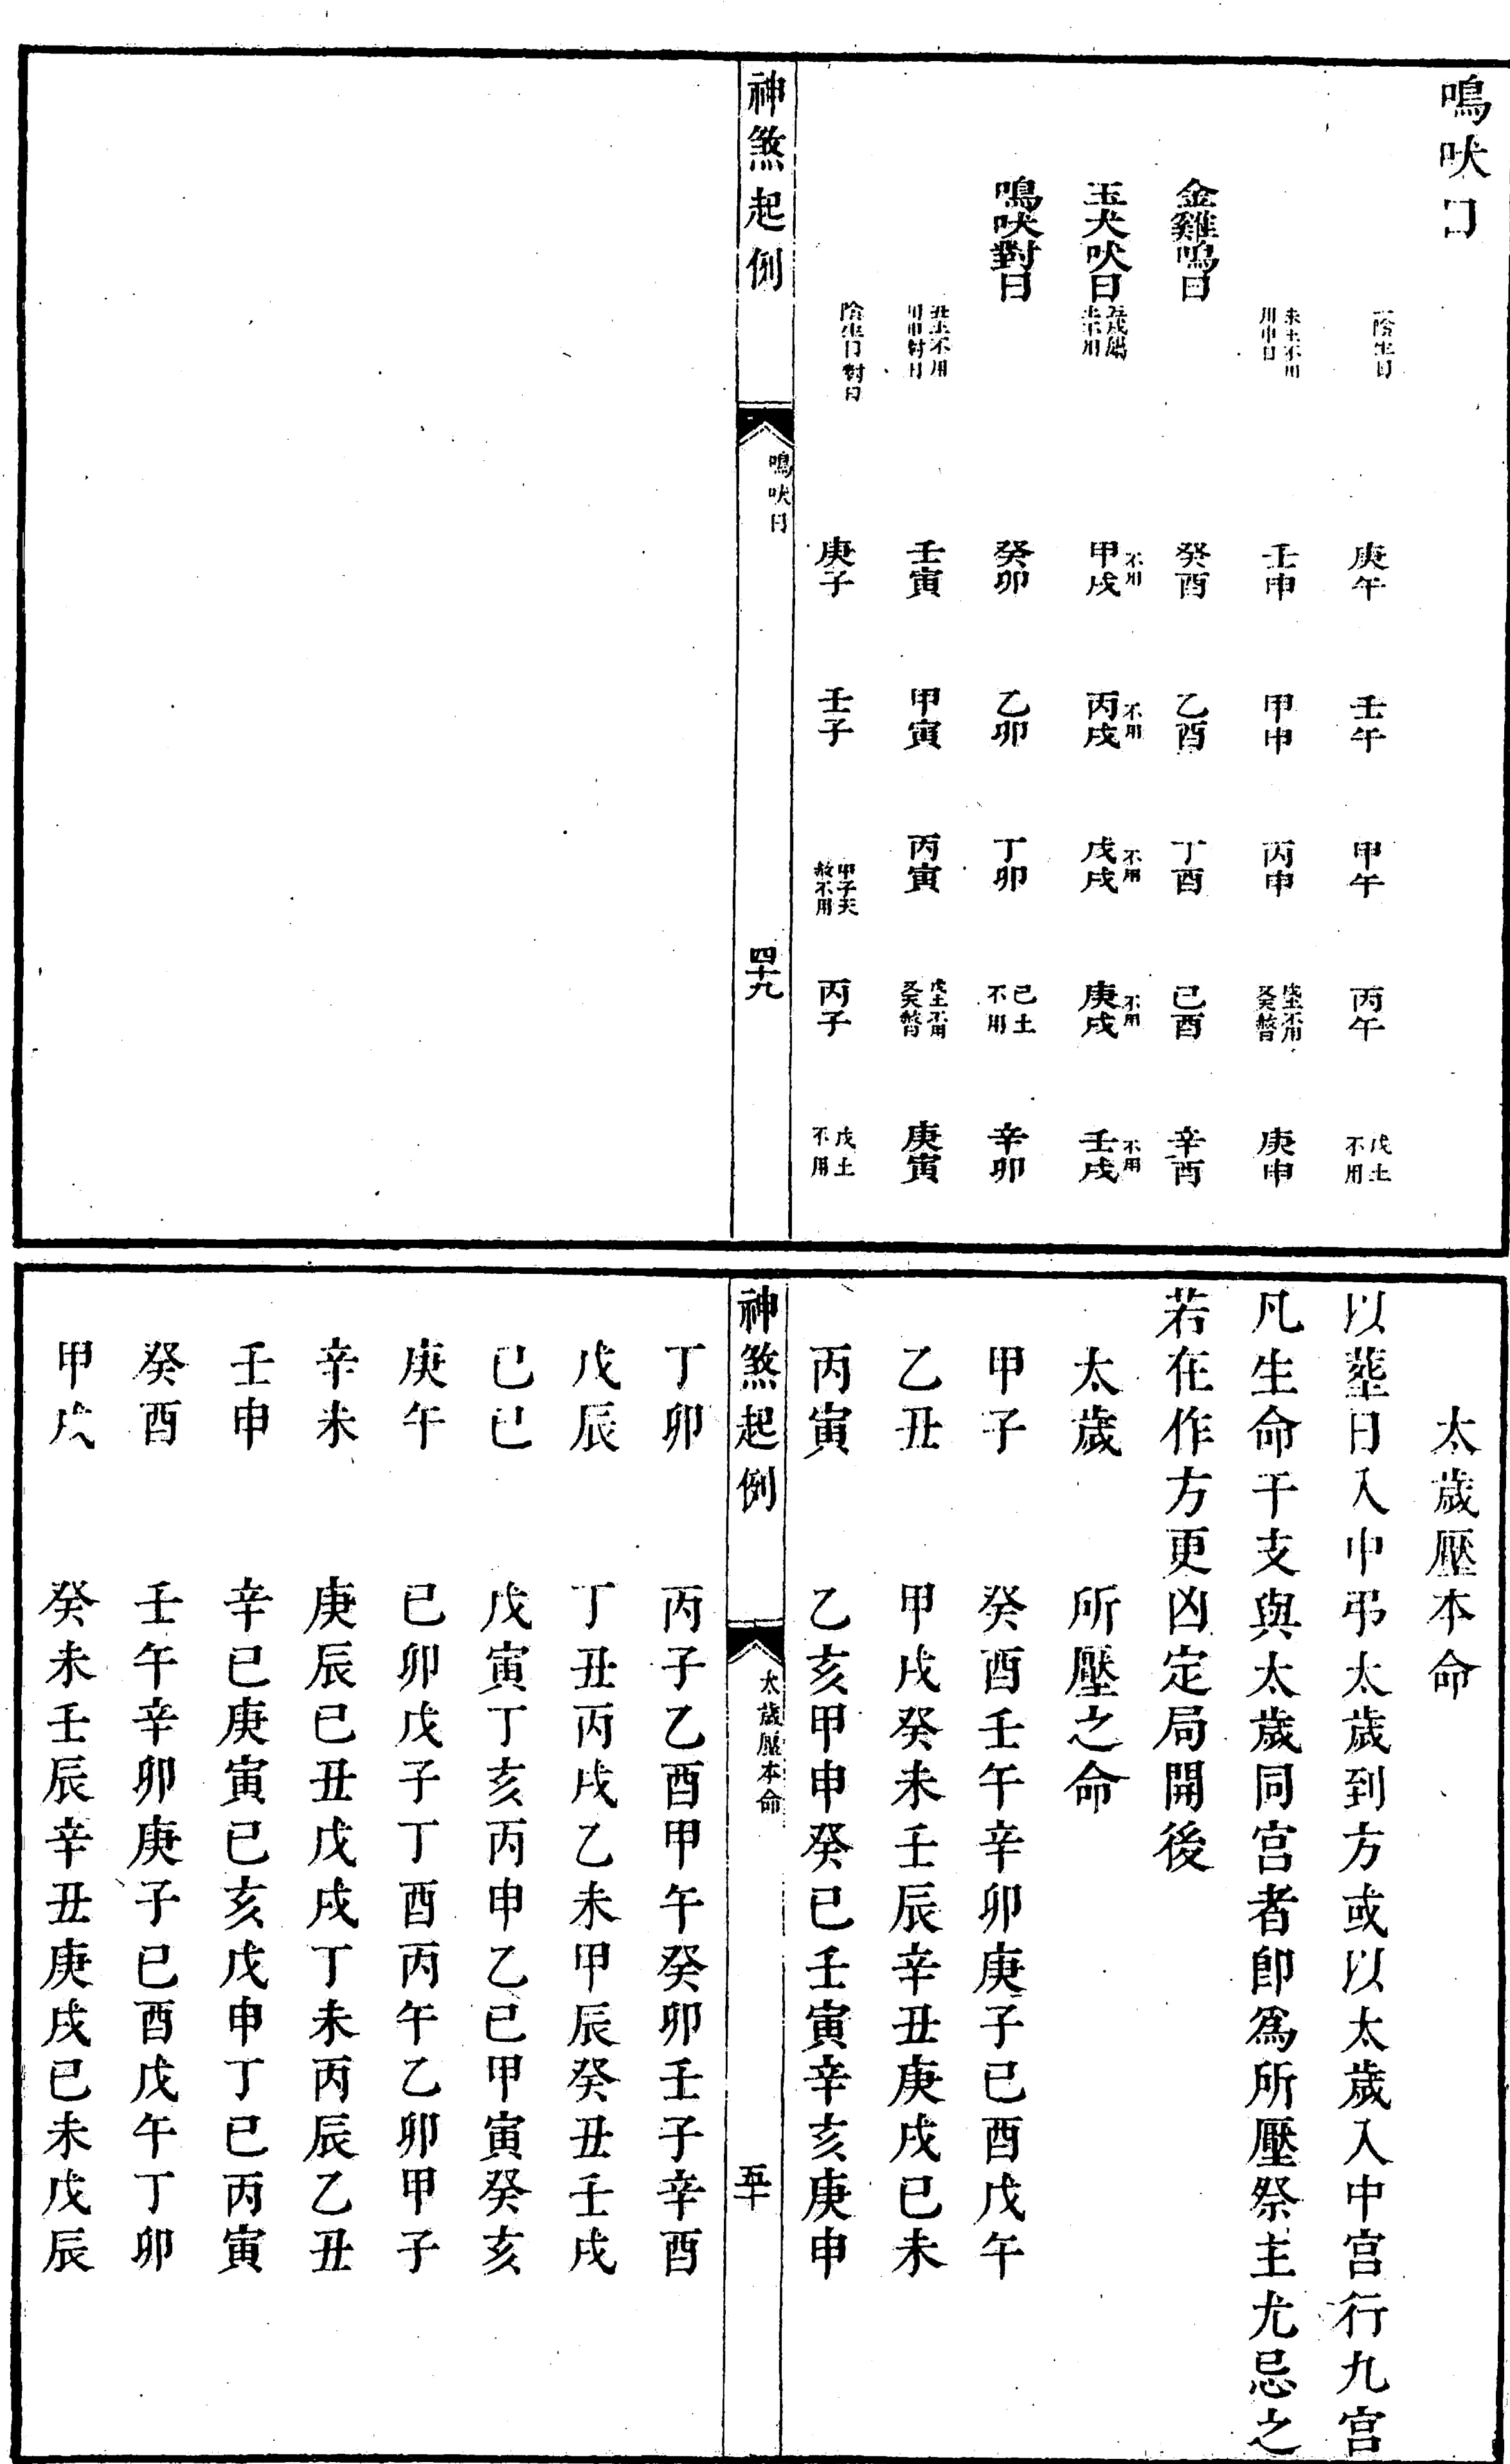 鳴吠日
一陰生日 庚午 壬午 甲午 丙午 戊土不用
未土不用用申日 壬申 甲申 丙申 戊土不用 庚申
金雞鳴日 癸酉 乙酉 丁酉 己酉 辛酉
玉犬吠日 土不用 甲戌不用 丙戌不用 戊戌不用 庚戌不用 壬戌不用
鳴吠對日 癸卯 乙卯 丁卯 己土不用 辛卯
丑土不用用申對日 壬寅 甲寅 丙寅 戊土不用 庚寅
陰生日對日 庚子 壬子 甲子天赦不用 丙子 戊土不用
神煞起例 鳴吠日 四十九
太歲壓本命
以葬日入中弔太歲到方或以太歲入中宮行九宮
凡生命干支與太歲同宮者卽為所壓祭主尤忌之
若在作方更凶定局開後
太歲 所壓之命
甲子 癸酉壬午辛卯庚子己酉戊午
乙丑 甲戌癸未壬辰辛丑庚戌己未
丙寅 乙亥甲申癸巳壬寅辛亥庚申
神煞起例 太歲壓本命 五十
丁卯 丙子乙酉甲午癸卯壬子辛酉
戊辰 丁丑丙戌乙未甲辰癸丑壬戌
己巳 戊寅丁亥丙申乙巳甲寅癸亥
庚午 己卯戊子丁酉丙午乙卯甲子
辛未 庚辰己丑戊戌丁未丙辰乙丑
壬申 辛巳庚寅己亥戊申丁巳丙寅
癸酉 壬午辛卯庚子己酉戊午丁卯
甲戌 癸未壬辰辛丑庚戌己未戊辰